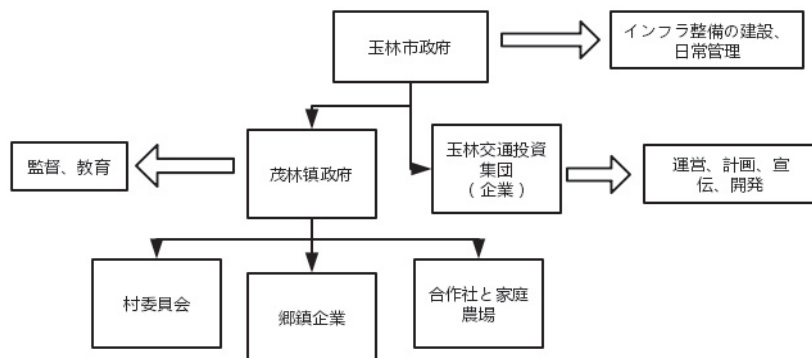 玉林市政府
インフラ整備の建設、
日常管理
監督、教育
茂林镇政府
玉林交通投資
集団
（企業）
運営、計画、宣
伝、開発
村委員会
郷鎮企業
合作社と家庭
農場